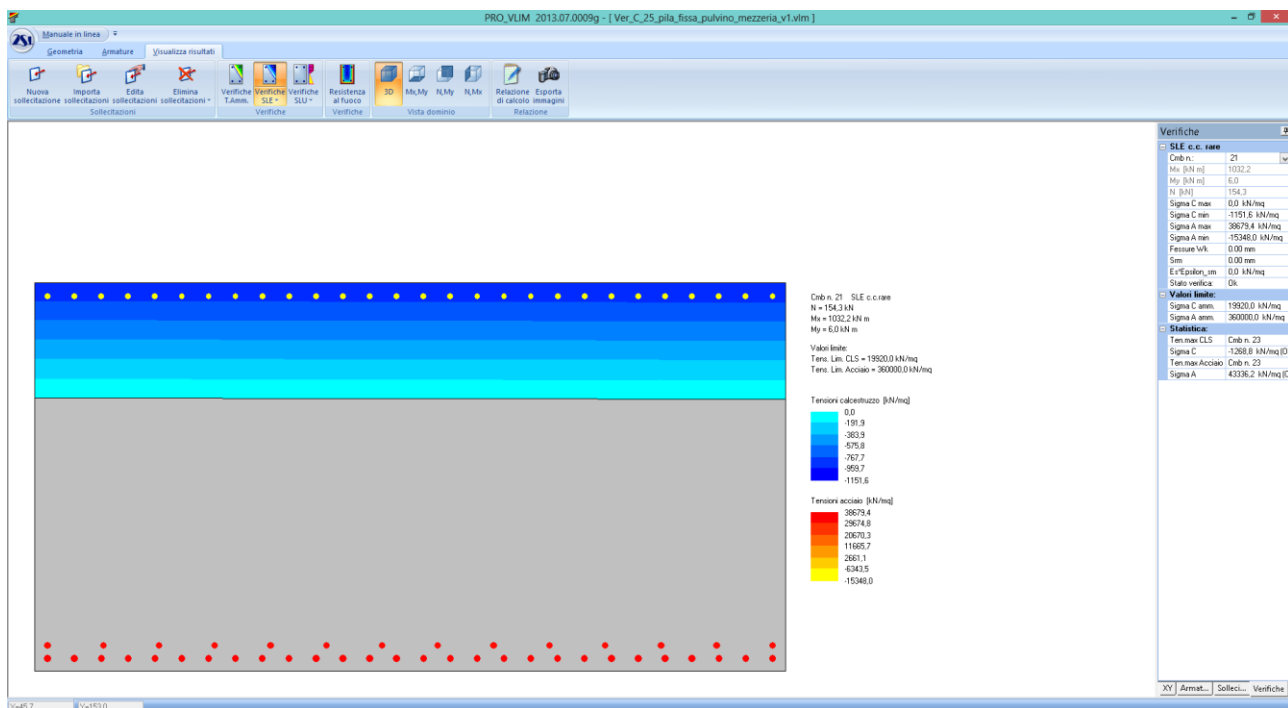 PRO_VLIM 2013.07.0009g - [ Ver_C_25_pila_fissa_pulvino_mezzeria_v1.vlm ]
2SI
Manuale in linea
Geometria Armature Visualizza risultati
Nuova sollecitazione
Importa sollecitazioni
Edita sollecitazioni
Elimina sollecitazioni
Sollecitazioni
Verifiche T.Amm.
Verifiche SLE
Verifiche SLU
Verifiche
Resistenza al fuoco
Verifiche
3D
Mx,My
N,My
N,Mx
Vista dominio
Relazione di calcolo
Esporta immagini
Relazione
Cmb n. 21 SLE c.c.rare
N = 154,3 kN
Mx = 1032,2 kN m
My = 6,0 kN m
Valori limite:
Tens. Lim. CLS = 19920,0 kN/mq
Tens. Lim. Acciaio = 360000,0 kN/mq
Tensioni calcestruzzo [kN/mq]
0,0
-191,9
-383,9
-575,8
-767,7
-959,7
-1151,6
Tensioni acciaio [kN/mq]
38679,4
29674,8
20670,3
11665,7
2661,1
-6343,5
-15348,0
Verifiche
SLE c.c. rare
Cmb n.: 21
Mx [kN m] 1032,2
My [kN m] 6,0
N [kN] 154,3
Sigma C max 0,0 kN/mq
Sigma C min -1151,6 kN/mq
Sigma A max 38679,4 kN/mq
Sigma A min -15348,0 kN/mq
Fessure Wk 0.00 mm
Srm 0.00 mm
Es*Epsilon_sm 0,0 kN/mq
Stato verifica: Ok
Valori limite:
Sigma C amm. 19920,0 kN/mq
Sigma A amm. 360000,0 kN/mq
Statistica:
Ten.max CLS Cmb n. 23
Sigma C -1268,8 kN/mq (O
Ten.max Acciaio Cmb n. 23
Sigma A 43336,2 kN/mq (O
XY Armat... Solleci... Verifiche
Y=153,0